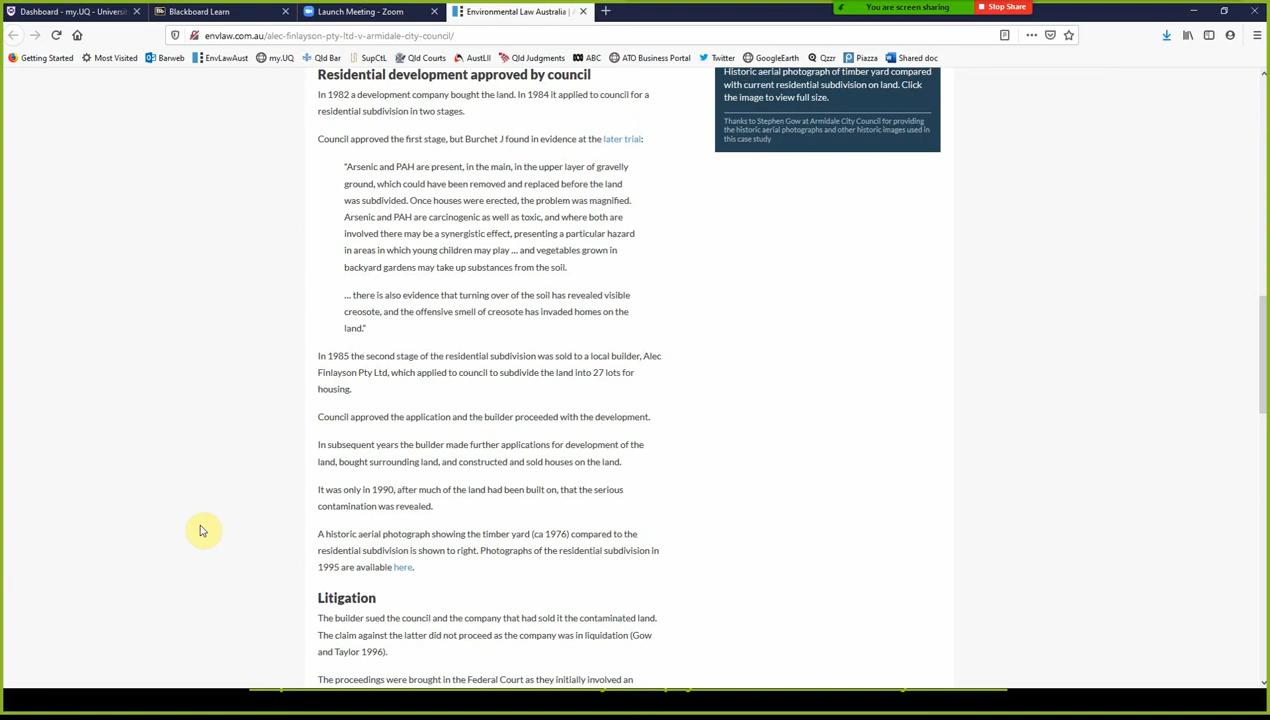 You are screen sharing
Stop Share
Dashboard - my.UQ - Universi
Blackboard Learn
Launch Meeting - Zoom
Environmental Law Australia | A
envlaw.com.au/alec-finlayson-pty-ltd-v-armidale-city-council/
Getting Started
Most Visited
Barweb
EnvLawAust
my.UQ
Qld Bar
SupCtL
Qld Courts
AustLII
Qld Judgments
ABC
ATO Business Portal
Twitter
GoogleEarth
Qzzr
Piazza
Shared doc
Residential development approved by council
In 1982 a development company bought the land. In 1984 it applied to council for a
residential subdivision in two stages.
Council approved the first stage, but Burchet J found in evidence at the later trial:
"Arsenic and PAH are present, in the main, in the upper layer of gravelly
ground, which could have been removed and replaced before the land
was subdivided. Once houses were erected, the problem was magnified.
Arsenic and PAH are carcinogenic as well as toxic, and where both are
involved there may be a synergistic effect, presenting a particular hazard
in areas in which young children may play ... and vegetables grown in
backyard gardens may take up substances from the soil.
... there is also evidence that turning over of the soil has revealed visible
creosote, and the offensive smell of creosote has invaded homes on the
land."
In 1985 the second stage of the residential subdivision was sold to a local builder, Alec
Finlayson Pty Ltd, which applied to council to subdivide the land into 27 lots for
housing.
Council approved the application and the builder proceeded with the development.
In subsequent years the builder made further applications for development of the
land, bought surrounding land, and constructed and sold houses on the land.
It was only in 1990, after much of the land had been built on, that the serious
contamination was revealed.
A historic aerial photograph showing the timber yard (ca 1976) compared to the
residential subdivision is shown to right. Photographs of the residential subdivision in
1995 are available here.
Litigation
The builder sued the council and the company that had sold it the contaminated land.
The claim against the latter did not proceed as the company was in liquidation (Gow
and Taylor 1996).
The proceedings were brought in the Federal Court as they initially involved an
Historic aerial photograph of timber yard compared
with current residential subdivision on land. Click
the image to view full size.
Thanks to Stephen Gow at Armidale City Council for providing
the historic aerial photographs and other historic images used in
this case study